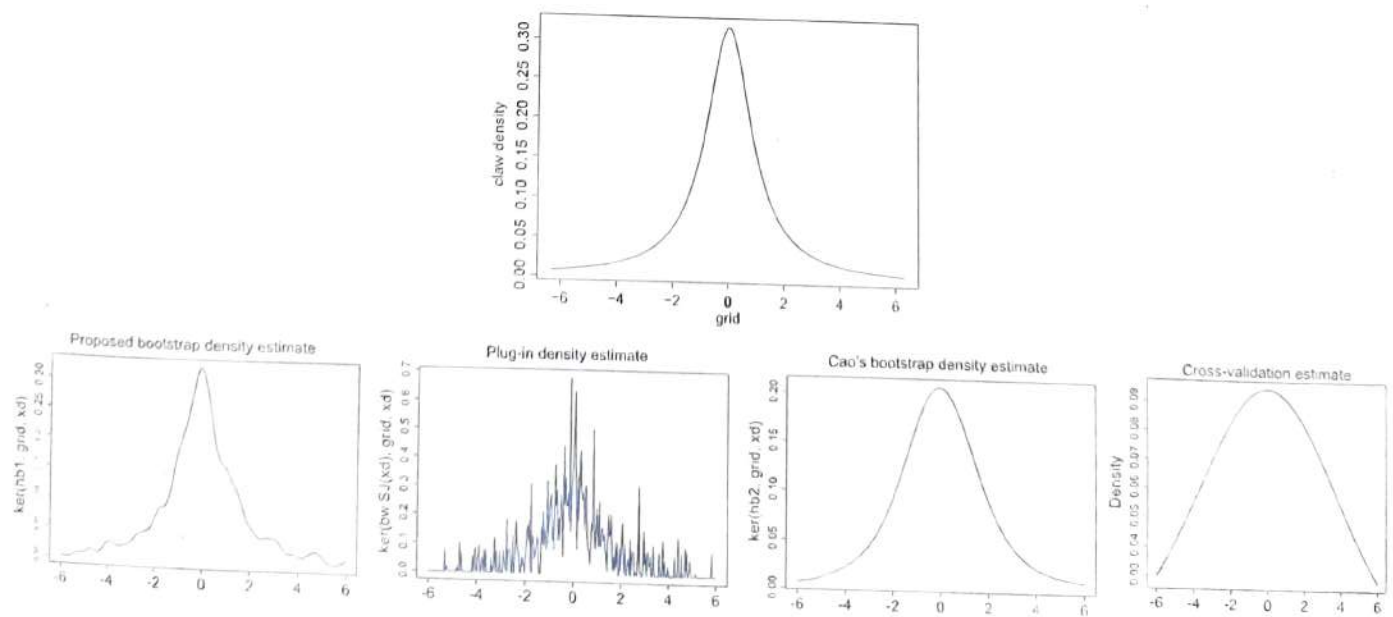 claw density
0.30
0.25
0.20
0.15
0.10
0.05
0.00
-6 -4 -2 0 2 4 6
grid
Proposed bootstrap density estimate
ker(hb1, grid, xd)
0.30
0.25
-6 -4 -2 0 2 4 6
Plug-in density estimate
ker(bw SJ(xd), grid, xd)
0.7
0.6
0.5
0.4
0.3
0.2
0.1
0.0
-6 -4 -2 0 2 4 6
Cao's bootstrap density estimate
ker(hb2, grid, xd)
0.20
0.15
0.10
0.05
0.00
-6 -4 -2 0 2 4 6
Cross-validation estimate
Density
0.09
0.08
0.07
0.06
0.05
0.04
0.03
-6 -4 -2 0 2 4 6